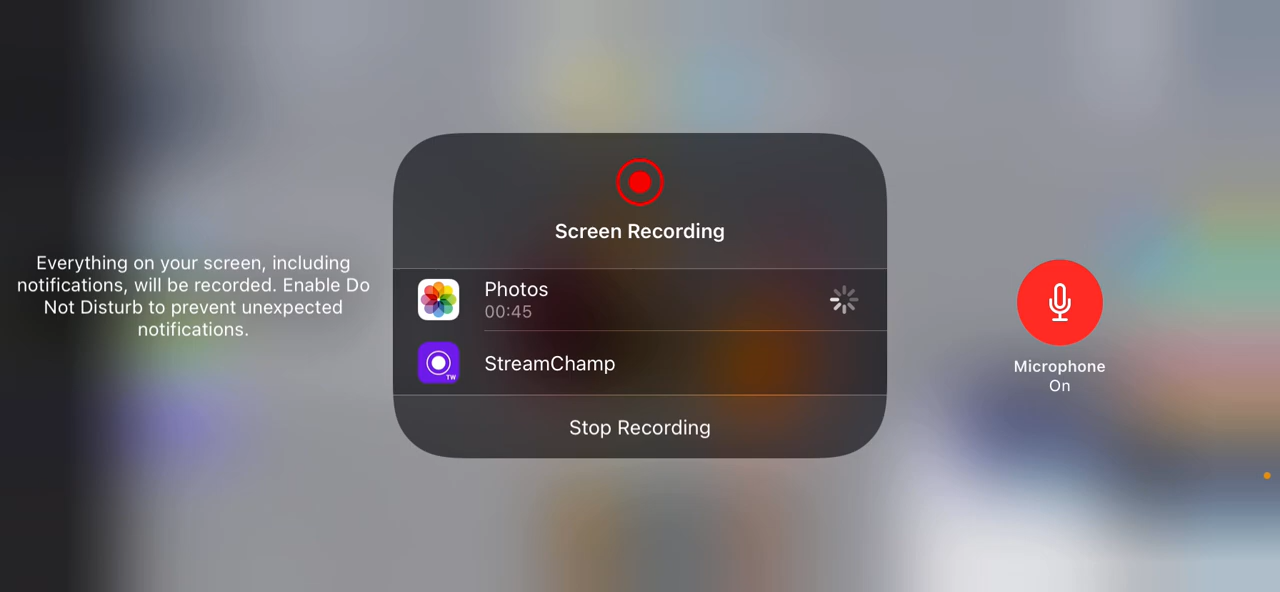 Everything on your screen, including
notifications, will be recorded. Enable Do
Not Disturb to prevent unexpected
notifications.
Screen Recording
Photos
00:45
TW
StreamChamp
Stop Recording
Microphone
On